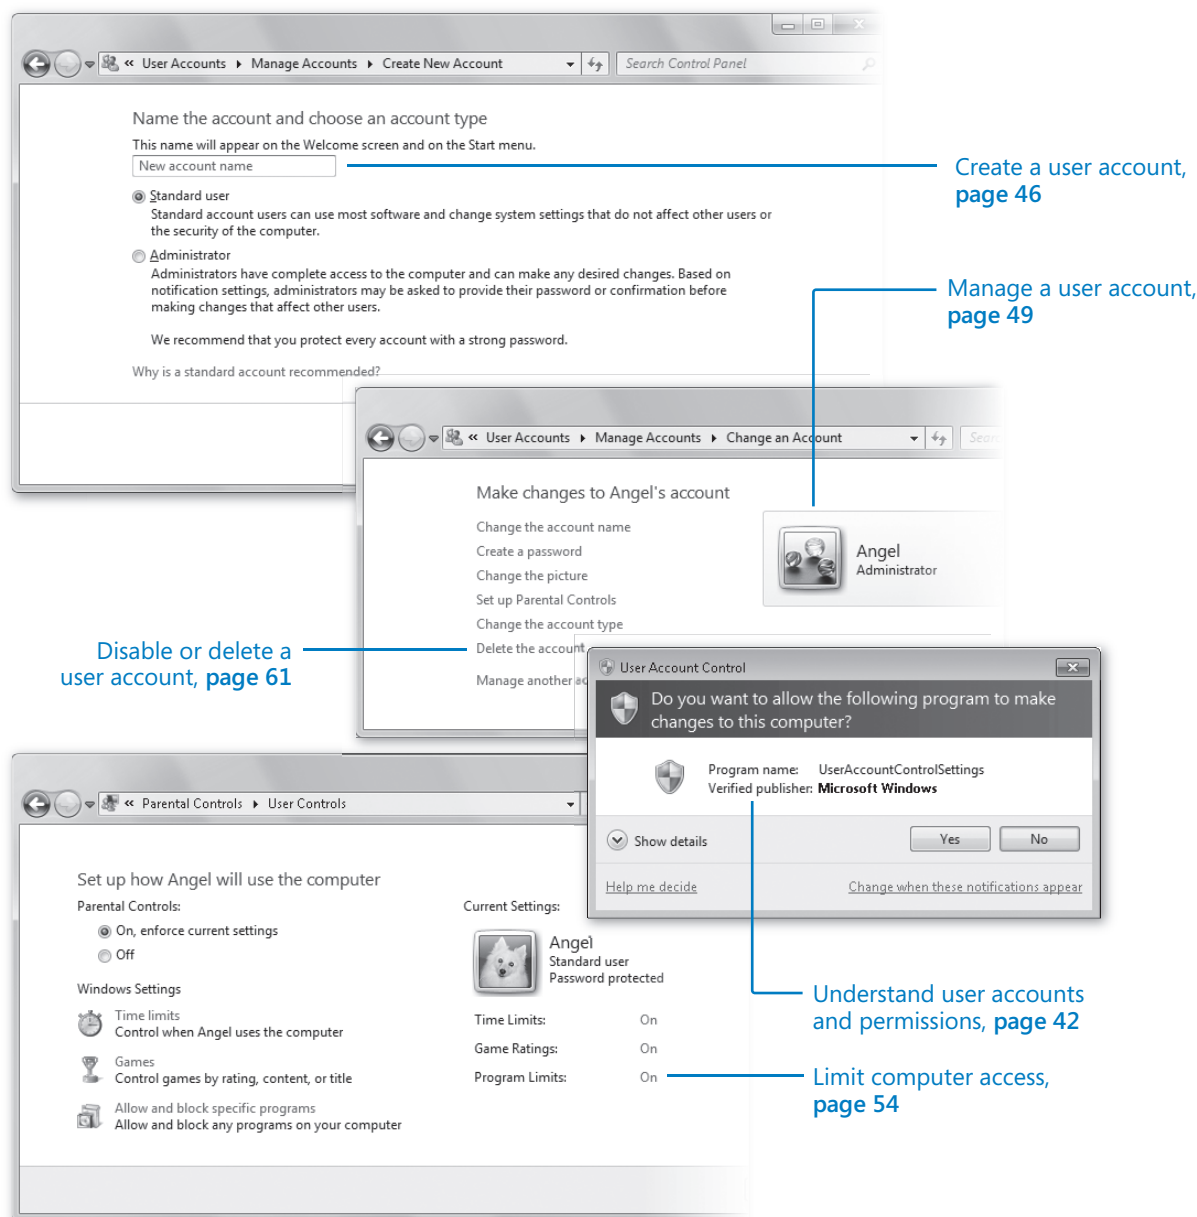 « User Accounts ▸ Manage Accounts ▸ Create New Account
Search Control Panel
Name the account and choose an account type
This name will appear on the Welcome screen and on the Start menu.
New account name
Standard user
Standard account users can use most software and change system settings that do not affect other users or
the security of the computer.
Administrator
Administrators have complete access to the computer and can make any desired changes. Based on
notification settings, administrators may be asked to provide their password or confirmation before
making changes that affect other users.
We recommend that you protect every account with a strong password.
Why is a standard account recommended?
Create a user account,
page 46
Manage a user account,
page 49
« User Accounts ▸ Manage Accounts ▸ Change an Account
Make changes to Angel's account
Change the account name
Create a password
Change the picture
Set up Parental Controls
Change the account type
Delete the account
Manage another
Angel
Administrator
Disable or delete a
user account, page 61
User Account Control
Do you want to allow the following program to make
changes to this computer?
Program name: UserAccountControlSettings
Verified publisher: Microsoft Windows
Show details
Yes
No
Help me decide
Change when these notifications appear
« Parental Controls ▸ User Controls
Set up how Angel will use the computer
Parental Controls:
On, enforce current settings
Off
Windows Settings
Time limits
Control when Angel uses the computer
Games
Control games by rating, content, or title
Allow and block specific programs
Allow and block any programs on your computer
Current Settings:
Angel
Standard user
Password protected
Time Limits: On
Game Ratings: On
Program Limits: On
Understand user accounts
and permissions, page 42
Limit computer access,
page 54